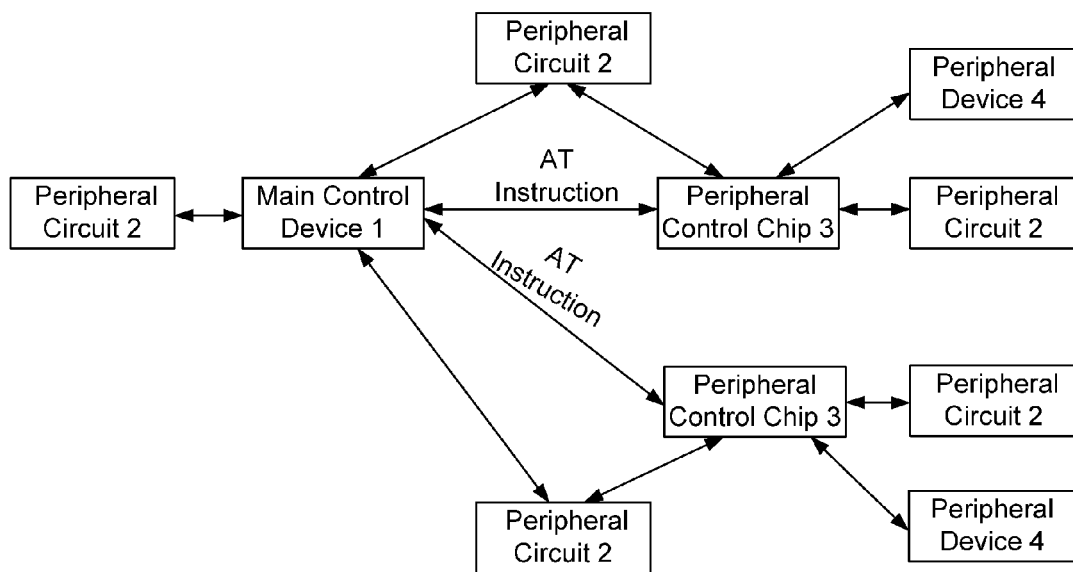 Peripheral
Circuit 2
Peripheral
Device 4
AT
Instruction
Peripheral
Circuit 2
Main Control
Device 1
Peripheral
Control Chip 3
Peripheral
Circuit 2
AT
Instruction
Peripheral
Control Chip 3
Peripheral
Circuit 2
Peripheral
Circuit 2
Peripheral
Device 4